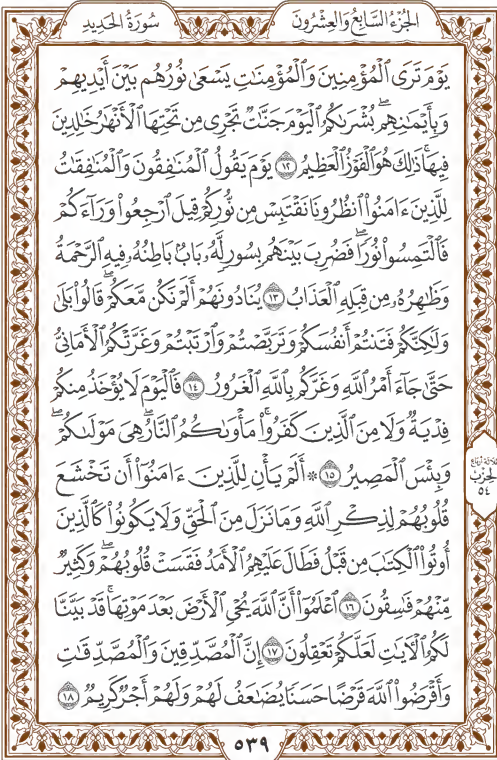 الجزء السابع والعشرون
سورة الحديد
يَوْمَ تَرَى ٱلْمُؤْمِنِينَ وَٱلْمُؤْمِنَٰتِ يَسْعَىٰ نُورُهُم بَيْنَ أَيْدِيهِمْ
وَبِأَيْمَٰنِهِمۖ بُشْرَىٰكُمُ ٱلْيَوْمَ جَنَّٰتٌ تَجْرِى مِن تَحْتِهَا ٱلْأَنْهَٰرُ خَٰلِدِينَ
فِيهَاۚ ذَٰلِكَ هُوَ ٱلْفَوْزُ ٱلْعَظِيمُ ١٢ يَوْمَ يَقُولُ ٱلْمُنَٰفِقُونَ وَٱلْمُنَٰفِقَٰتُ
لِلَّذِينَ ءَامَنُوا۟ ٱنظُرُونَا نَقْتَبِسْ مِن نُّورِكُمْ قِيلَ ٱرْجِعُوا۟ وَرَآءَكُمْ
فَٱلْتَمِسُوا۟ نُورًاۖ فَضُرِبَ بَيْنَهُم بِسُورٍ لَّهُۥ بَابٌۢ بَاطِنُهُۥ فِيهِ ٱلرَّحْمَةُ
وَظَٰهِرُهُۥ مِن قِبَلِهِ ٱلْعَذَابُ ١٣ يُنَادُونَهُمْ أَلَمْ نَكُن مَّعَكُمْۖ قَالُوا۟ بَلَىٰ
وَلَٰكِنَّكُمْ فَتَنتُمْ أَنفُسَكُمْ وَتَرَبَّصْتُمْ وَٱرْتَبْتُمْ وَغَرَّتْكُمُ ٱلْأَمَانِىُّ
حَتَّىٰ جَآءَ أَمْرُ ٱللَّهِ وَغَرَّكُم بِٱللَّهِ ٱلْغَرُورُ ١٤ فَٱلْيَوْمَ لَا يُؤْخَذُ مِنكُمْ
فِدْيَةٌ وَلَا مِنَ ٱلَّذِينَ كَفَرُوا۟ۚ مَأْوَىٰكُمُ ٱلنَّارُۖ هِىَ مَوْلَىٰكُمْۖ
وَبِئْسَ ٱلْمَصِيرُ ١٥ ۞ أَلَمْ يَأْنِ لِلَّذِينَ ءَامَنُوٓا۟ أَن تَخْشَعَ
قُلُوبُهُمْ لِذِكْرِ ٱللَّهِ وَمَا نَزَلَ مِنَ ٱلْحَقِّ وَلَا يَكُونُوا۟ كَٱلَّذِينَ
أُوتُوا۟ ٱلْكِتَٰبَ مِن قَبْلُ فَطَالَ عَلَيْهِمُ ٱلْأَمَدُ فَقَسَتْ قُلُوبُهُمْۖ وَكَثِيرٌ
مِّنْهُمْ فَٰسِقُونَ ١٦ ٱعْلَمُوٓا۟ أَنَّ ٱللَّهَ يُحْىِ ٱلْأَرْضَ بَعْدَ مَوْتِهَاۚ قَدْ بَيَّنَّا
لَكُمُ ٱلْءَايَٰتِ لَعَلَّكُمْ تَعْقِلُونَ ١٧ إِنَّ ٱلْمُصَّدِّقِينَ وَٱلْمُصَّدِّقَٰتِ
وَأَقْرَضُوا۟ ٱللَّهَ قَرْضًا حَسَنًا يُضَٰعَفُ لَهُمْ وَلَهُمْ أَجْرٌ كَرِيمٌ ١٨
ثلاثة أرباع
الحزب
٥٤
٥٣٩